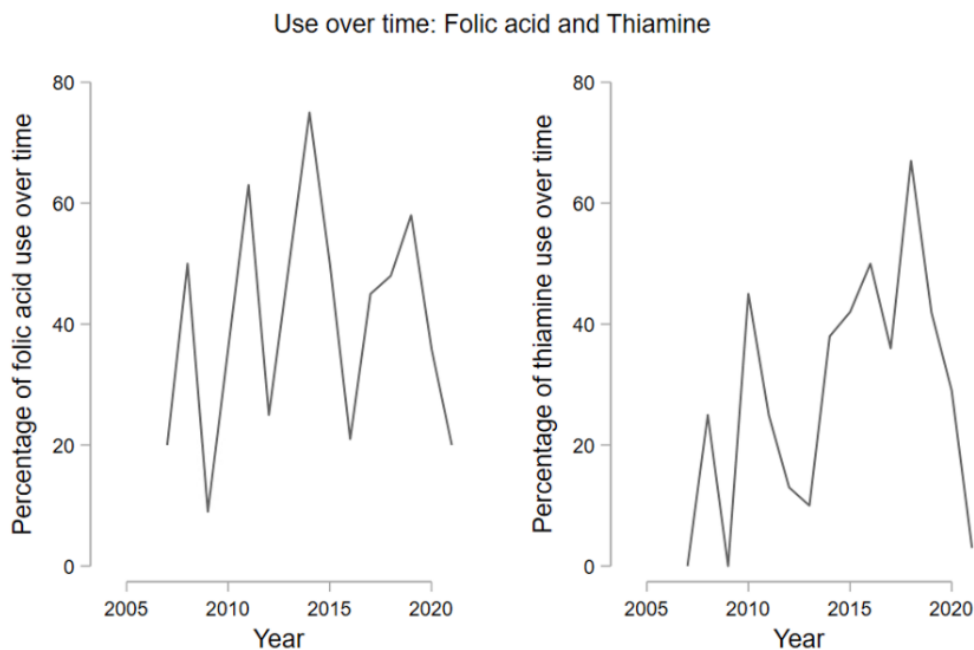 Use over time: Folic acid and Thiamine
Percentage of folic acid use over time
80
60
40
20
0
2005 2010 2015 2020
Year
Percentage of thiamine use over time
80
60
40
20
0
2005 2010 2015 2020
Year